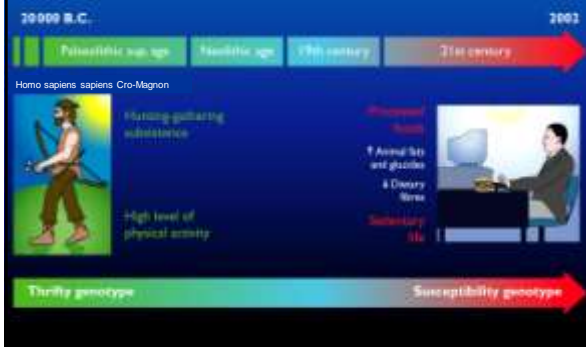 20000 B.C.
2002
Palaeolithic sup. age
Neolithic age
19th century
21st century
Homo sapiens sapiens Cro-Magnon
Hunting-gathering
subsistence
Processed
foods
↑ Animal fats
and glucides
& Dietary
fibres
High level of
physical activity
Sedentary
life
Thrifty genotype
Susceptibility genotype